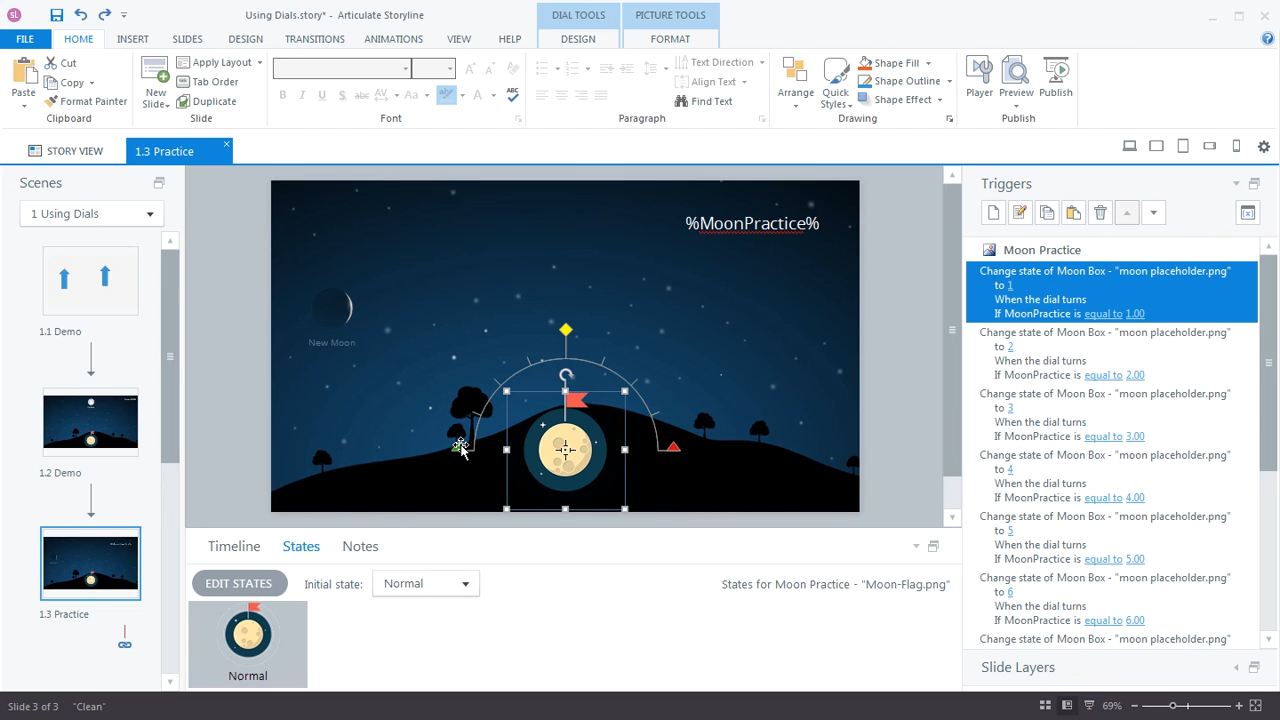 sl
Using Dials.story* - Articulate Storyline
DIAL TOOLS
PICTURE TOOLS
FILE
HOME
INSERT
SLIDES
DESIGN
TRANSITIONS
ANIMATIONS
VIEW
HELP
DESIGN
FORMAT
Paste
Cut
Copy
Format Painter
Clipboard
New Slide
Apply Layout
Tab Order
Duplicate
Slide
B I U S abc AV Aa A
ABC
Font
Text Direction
Align Text
Find Text
Paragraph
Arrange
Quick Styles
Shape Fill
Shape Outline
Shape Effect
Drawing
Player
Preview
Publish
Publish
STORY VIEW
1.3 Practice
Scenes
1 Using Dials
1.1 Demo
1.2 Demo
1.3 Practice
%MoonPractice%
New Moon
Timeline
States
Notes
EDIT STATES
Initial state:
Normal
States for Moon Practice - "Moon-Flag.png"
Normal
Triggers
Moon Practice
Change state of Moon Box - "moon placeholder.png"
to 1
When the dial turns
If MoonPractice is equal to 1.00
Change state of Moon Box - "moon placeholder.png"
to 2
When the dial turns
If MoonPractice is equal to 2.00
Change state of Moon Box - "moon placeholder.png"
to 3
When the dial turns
If MoonPractice is equal to 3.00
Change state of Moon Box - "moon placeholder.png"
to 4
When the dial turns
If MoonPractice is equal to 4.00
Change state of Moon Box - "moon placeholder.png"
to 5
When the dial turns
If MoonPractice is equal to 5.00
Change state of Moon Box - "moon placeholder.png"
to 6
When the dial turns
If MoonPractice is equal to 6.00
Change state of Moon Box - "moon placeholder.png"
Slide Layers
Slide 3 of 3
"Clean"
69%